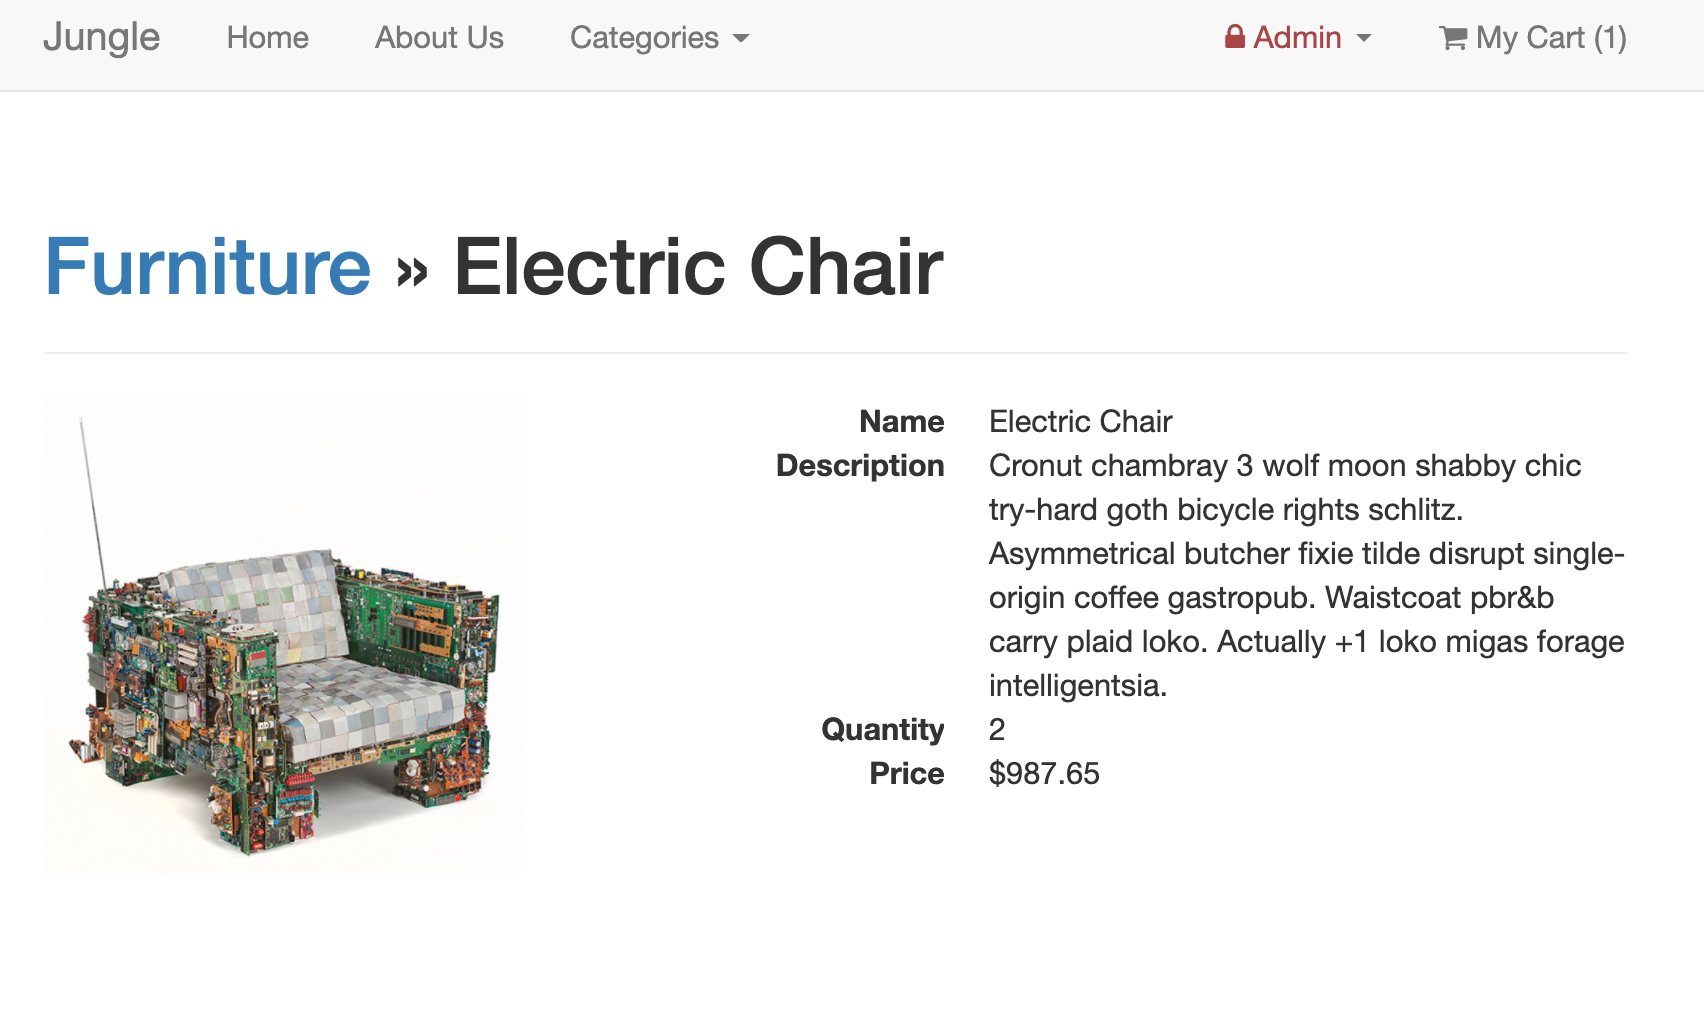 Jungle Home About Us Categories Admin My Cart (1)
Furniture » Electric Chair
Name Electric Chair
Description Cronut chambray 3 wolf moon shabby chic
try-hard goth bicycle rights schlitz.
Asymmetrical butcher fixie tilde disrupt single-
origin coffee gastropub. Waistcoat pbr&b
carry plaid loko. Actually +1 loko migas forage
intelligentsia.
Quantity 2
Price $987.65